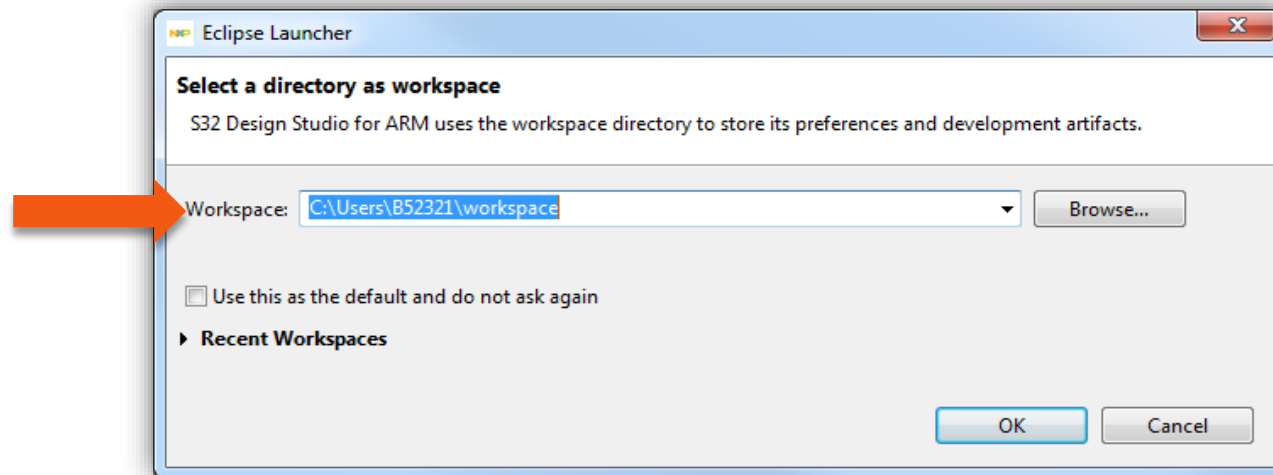 NXP Eclipse Launcher
Select a directory as workspace
S32 Design Studio for ARM uses the workspace directory to store its preferences and development artifacts.
Workspace: C:\Users\B52321\workspace Browse...
Use this as the default and do not ask again
Recent Workspaces
OK Cancel